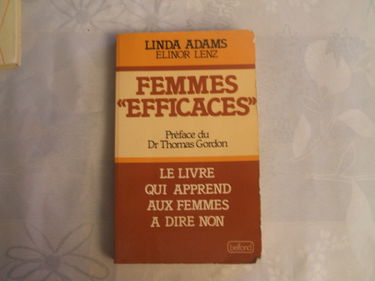 LINDA ADAMS
ELINOR LENZ
FEMMES
"EFFICACES"
Préface du
Dr Thomas Gordon
LE LIVRE
QUI APPREND
AUX FEMMES
A DIRE NON
belfond